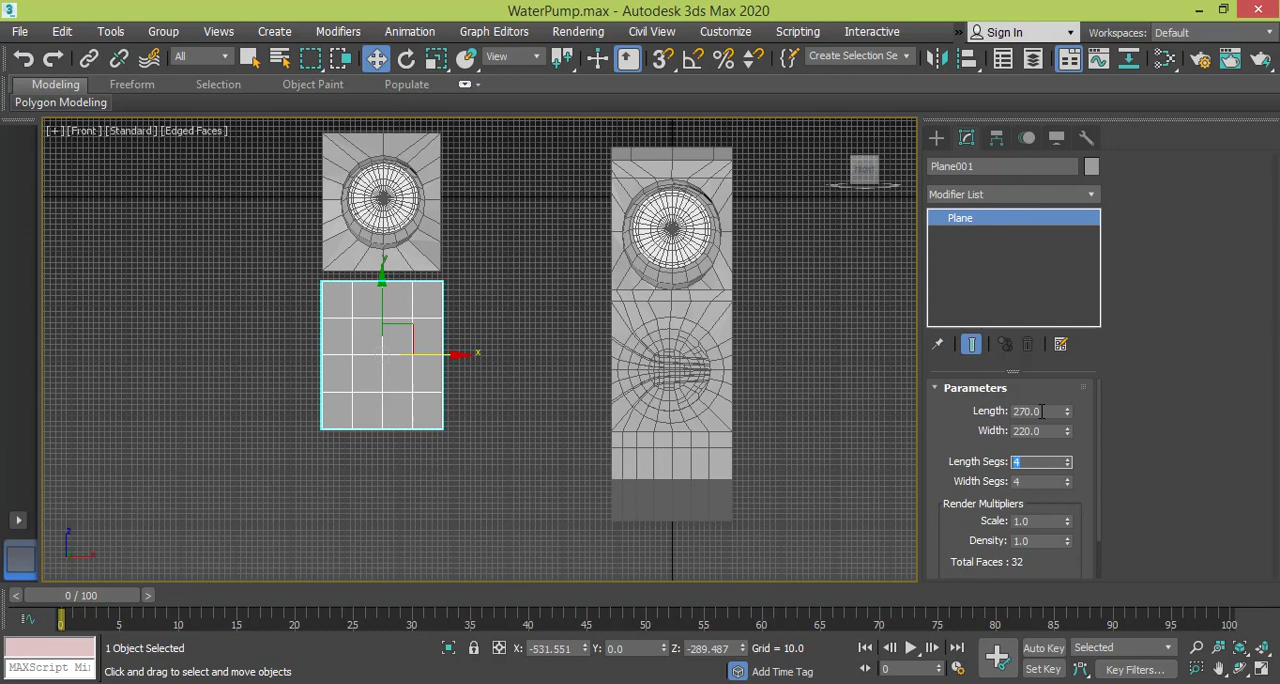 WaterPump.max - Autodesk 3ds Max 2020
File Edit Tools Group Views Create Modifiers Animation Graph Editors Rendering Civil View Customize Scripting Interactive » Sign In Workspaces: Default
All View Create Selection Se
Modeling Freeform Selection Object Paint Populate
Polygon Modeling
[+] [Front ] [Standard ] [Edged Faces ]
FRONT
Plane001
Modifier List
Plane
y
x
z
x
Parameters
Length: 270.0
Width: 220.0
Length Segs: 4
Width Segs: 4
Render Multipliers
Scale: 1.0
Density: 1.0
Total Faces : 32
< 0 / 100 >
0 5 10 15 20 25 30 35 40 45 50 55 60 65 70 75 80 85 90 95 100
1 Object Selected X: -531.551 Y: 0.0 Z: -289.487 Grid = 10.0 Auto Key Selected
MAXScript Mi
Click and drag to select and move objects Add Time Tag 0 Set Key Key Filters...